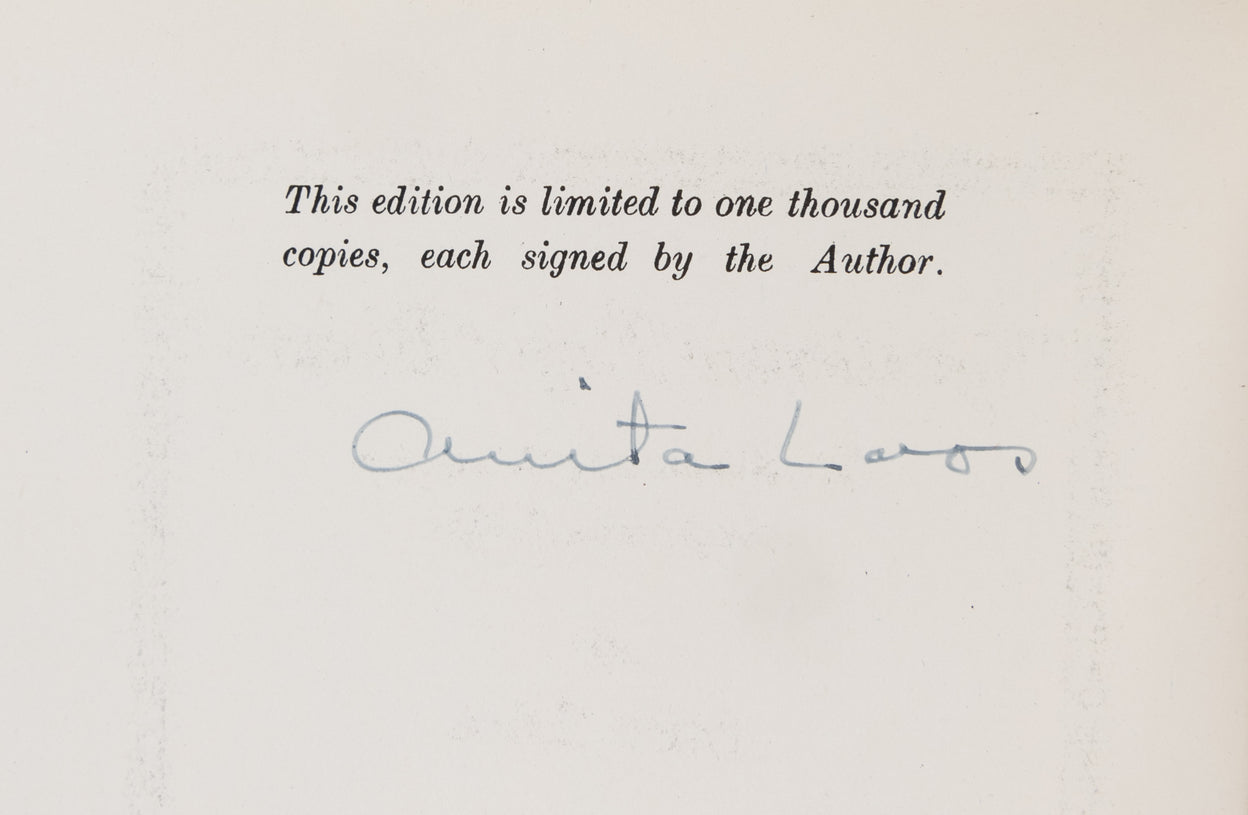 This edition is limited to one thousand
copies, each signed by the Author.
Anita Loos